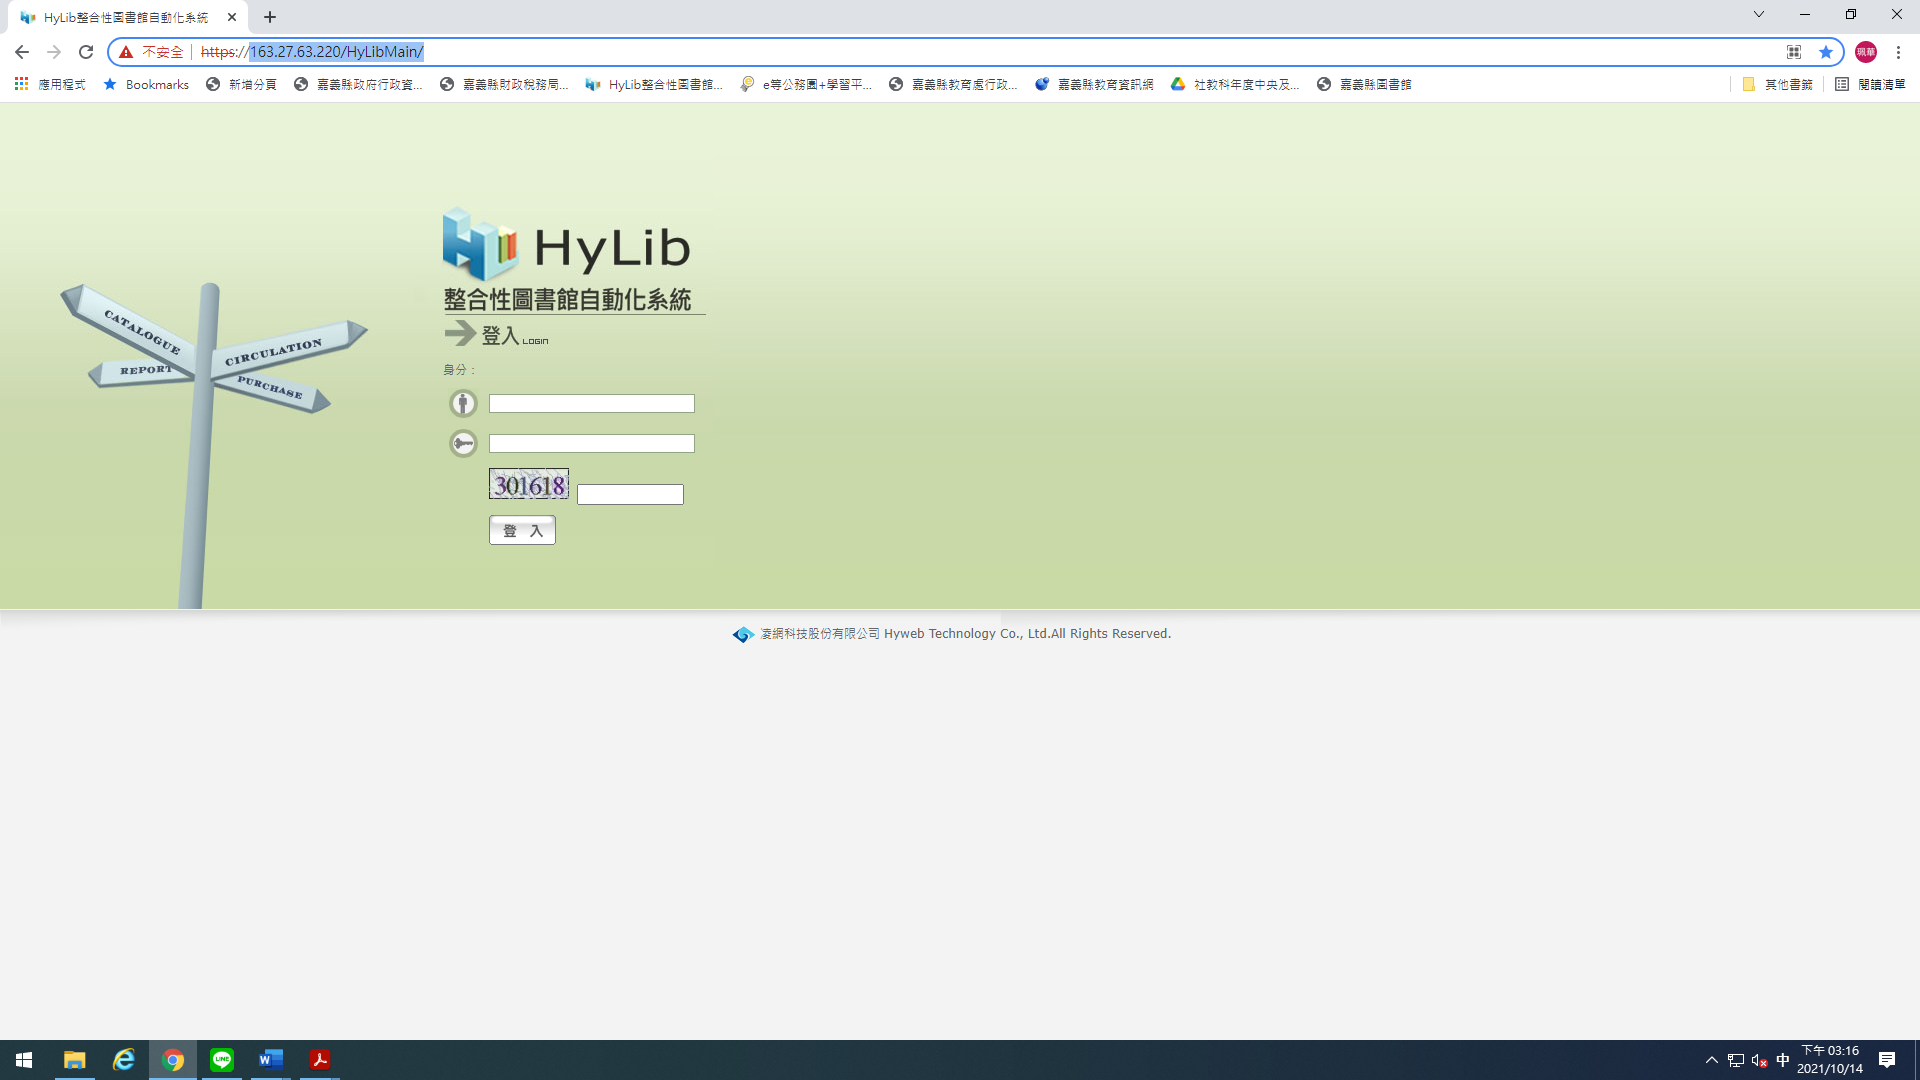 HyLib整合性圖書館自動化系統
不安全 https://163.27.63.220/HyLibMain/ 珮華
應用程式 Bookmarks 新增分頁 嘉義縣政府行政資... 嘉義縣財政稅務局... HyLib整合性圖書館... e等公務園+學習平... 嘉義縣教育處行政... 嘉義縣教育資訊網 社教科年度中央及... 嘉義縣圖書館 其他書籤 閱讀清單
HyLib
整合性圖書館自動化系統
登入 LOGIN
CATALOGUE
CIRCULATION
REPORT
PURCHASE
身分：
301618
登 入
凌網科技股份有限公司 Hyweb Technology Co., Ltd.All Rights Reserved.
LINE
中
下午 03:16
2021/10/14